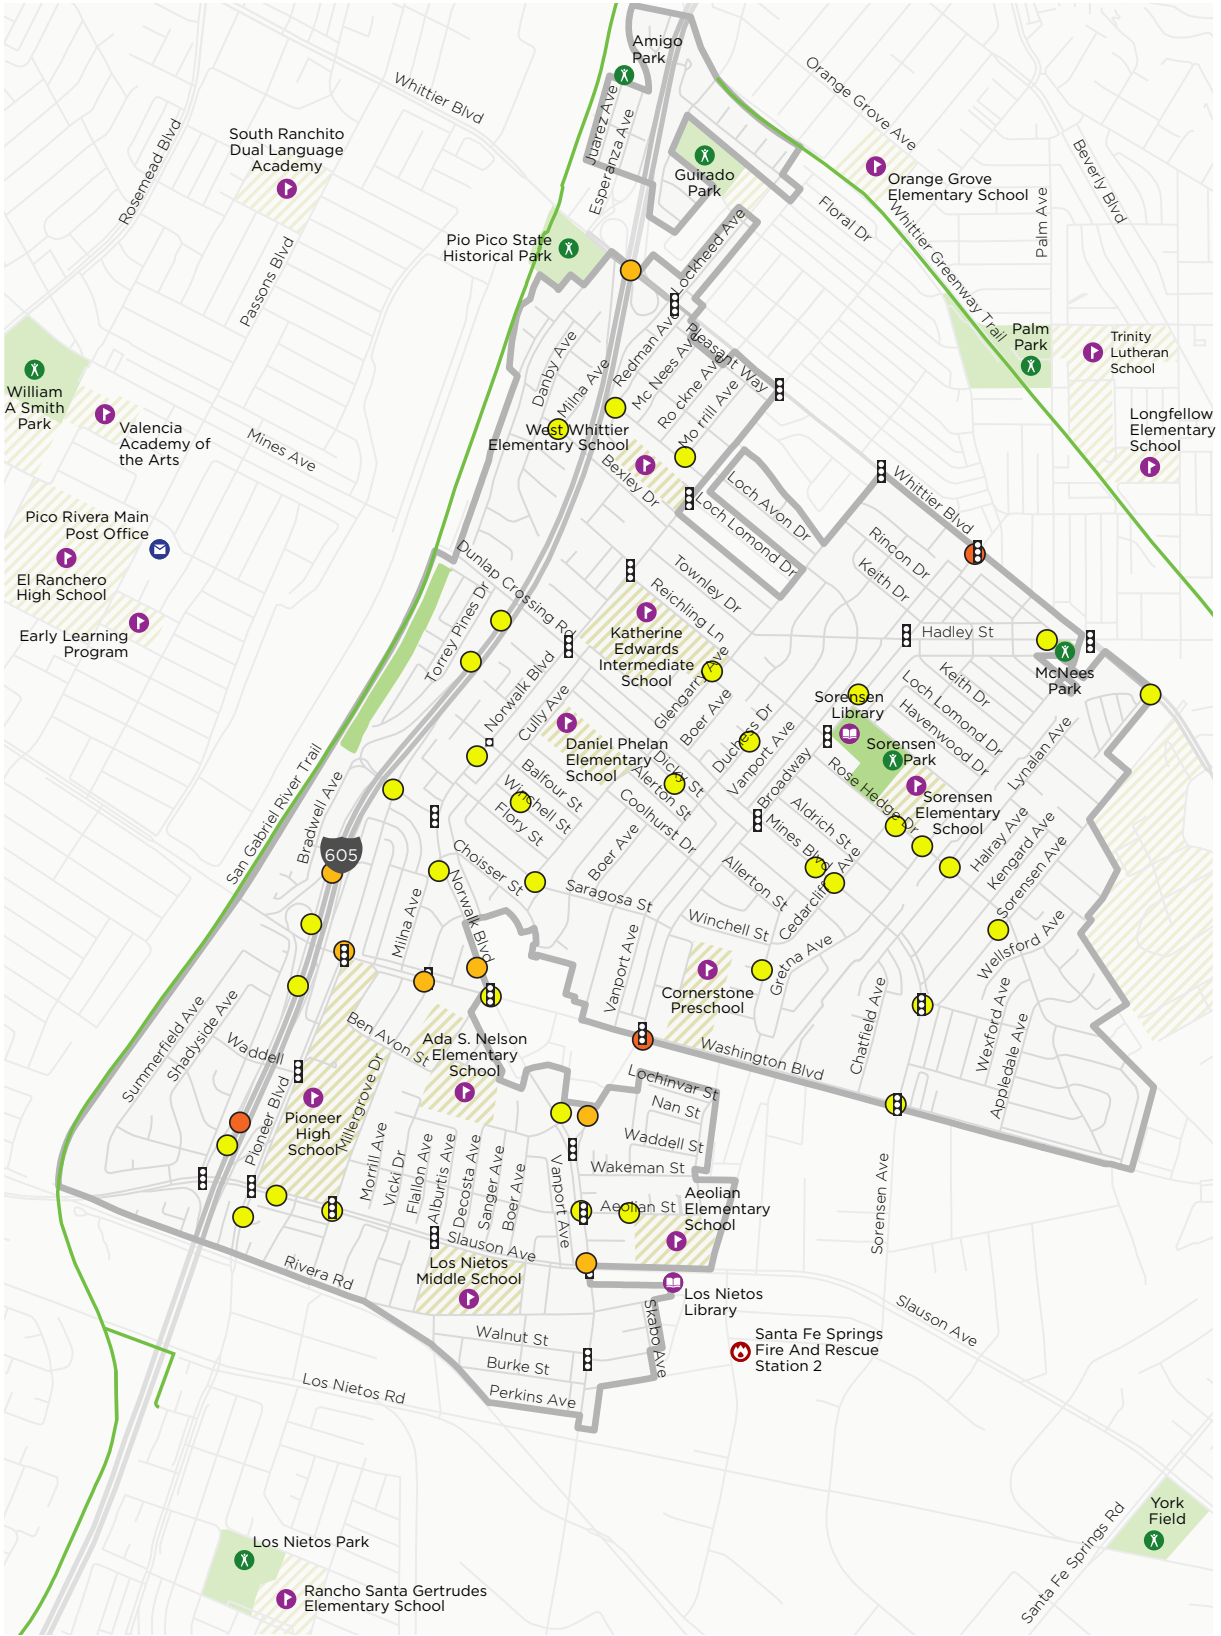 Amigo
Park
Whittier Blvd
Orange Grove Ave
Juarez Ave
Esperanza Ave
Rosemead Blvd
South Ranchito
Dual Language
Academy
Guirado
Park
Orange Grove
Elementary School
Beverly Blvd
Palm Ave
Floral Dr
Whittier Greenway Trail
Pio Pico State
Historical Park
Passons Blvd
Lockheed Ave
Danby Ave
Milna Ave
Redman Ave
Mc Nees Ave
Pleasant Way
Ro ckne Ave
Mo rrill Ave
Palm
Park
Trinity
Lutheran
School
William
A Smith
Park
Valencia
Academy of
the Arts
Mines Ave
West Whittier
Elementary School
Longfellow
Elementary
School
Bexley Dr
Loch Avon Dr
Loch Lomond Dr
Whittier Blvd
Pico Rivera Main
Post Office
El Ranchero
High School
Early Learning
Program
Rincon Dr
Keith Dr
Dunlap Crossing Rd
Torrey Pines Dr
Townley Dr
Reichling Ln
Hadley St
Katherine
Edwards
Intermediate
School
Glengarry Ave
McNees
Park
Norwalk Blvd
Cully Ave
Boer Ave
Keith Dr
Loch Lomond Dr
Havenwood Dr
Sorensen
Library
Sorensen
Park
Duchess Dr
Vanport Ave
Broadway
Lynalan Ave
San Gabriel River Trail
Bradwell Ave
Daniel Phelan
Elementary
School
Dicky St
Alerton St
Coolhurst Dr
Balfour St
Winchell St
Flory St
Rose Hedge Dr
Sorensen
Elementary
School
Aldrich St
Mines Blvd
Halray Ave
Kengard Ave
Sorensen Ave
605
Choisser St
Boer Ave
Saragosa St
Allerton St
Cedarcliff Ave
Norwalk Blvd
Milna Ave
Winchell St
Gretna Ave
Wellsford Ave
Vanport Ave
Cornerstone
Preschool
Chatfield Ave
Wexford Ave
Appledale Ave
Summerfield Ave
Shadyside Ave
Waddell
Ben Avon St
Ada S. Nelson
Elementary
School
Washington Blvd
Lochinvar St
Nan St
Waddell St
Wakeman St
Pioneer Blvd
Pioneer
High
School
Millergrove Dr
Morrill Ave
Vicki Dr
Flallon Ave
Alburtis Ave
Decosta Ave
Sanger Ave
Boer Ave
Vanport Ave
Aeolian St
Aeolian
Elementary
School
Sorensen Ave
Slauson Ave
Rivera Rd
Los Nietos
Middle School
Los Nietos
Library
Skabo Ave
Slauson Ave
Walnut St
Burke St
Perkins Ave
Santa Fe Springs
Fire And Rescue
Station 2
Los Nietos Rd
York
Field
Santa Fe Springs Rd
Los Nietos Park
Rancho Santa Gertrudes
Elementary School